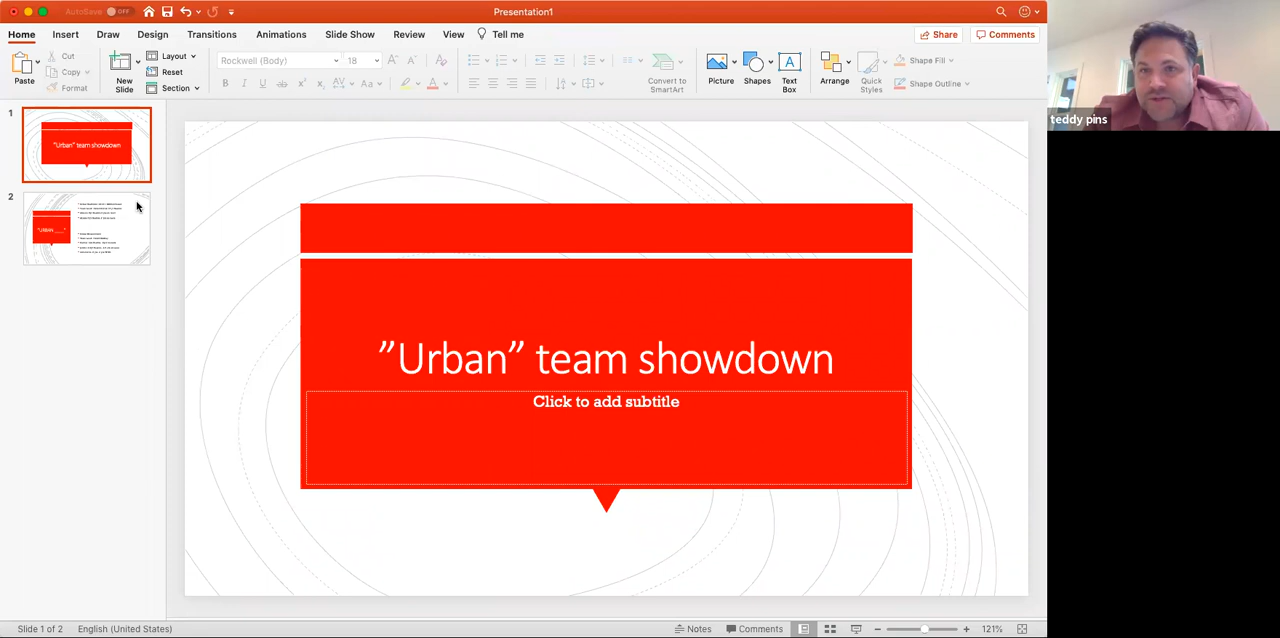 AutoSave OFF
Presentation1
Home Insert Draw Design Transitions Animations Slide Show Review View Tell me
Share Comments
Paste
Cut
Copy
Format
New Slide
Layout
Reset
Section
Rockwell (Body) 18
Convert to SmartArt
Picture
Shapes
Text Box
Arrange
Quick Styles
Shape Fill
Shape Outline
teddy pins
1
"Urban" team showdown
2
"URBAN
”Urban” team showdown
Click to add subtitle
Slide 1 of 2 English (United States)
Notes Comments 121%